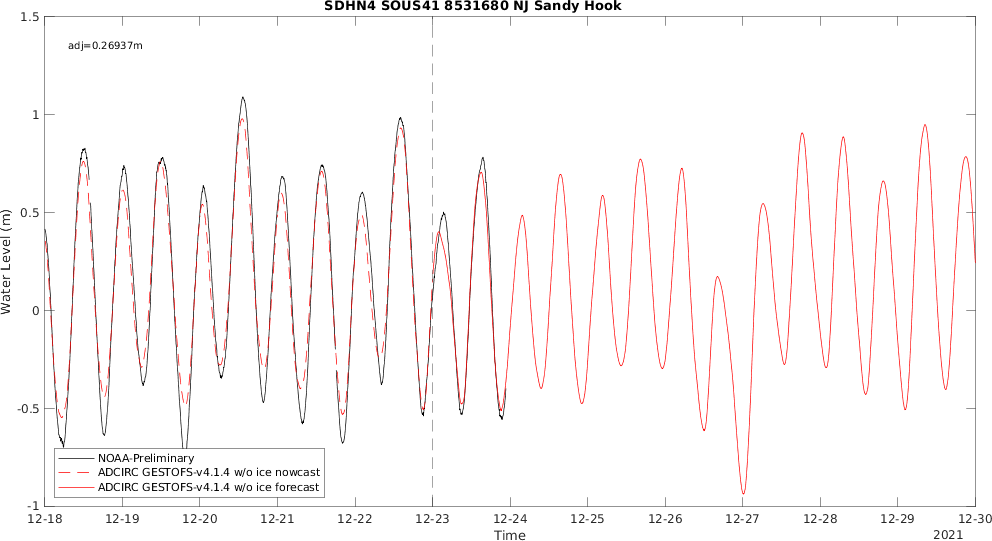 SDHN4 SOUS41 8531680 NJ Sandy Hook
adj=0.26937m
1.5
1
0.5
0
-0.5
-1
Water Level (m)
NOAA-Preliminary
ADCIRC GESTOFS-v4.1.4 w/o ice nowcast
ADCIRC GESTOFS-v4.1.4 w/o ice forecast
12-18 12-19 12-20 12-21 12-22 12-23 12-24 12-25 12-26 12-27 12-28 12-29 12-30
Time
2021